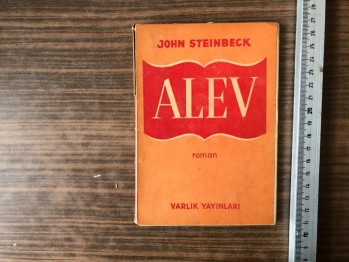 JOHN STEINBECK
ALEV
roman
VARLIK YAYINLARI